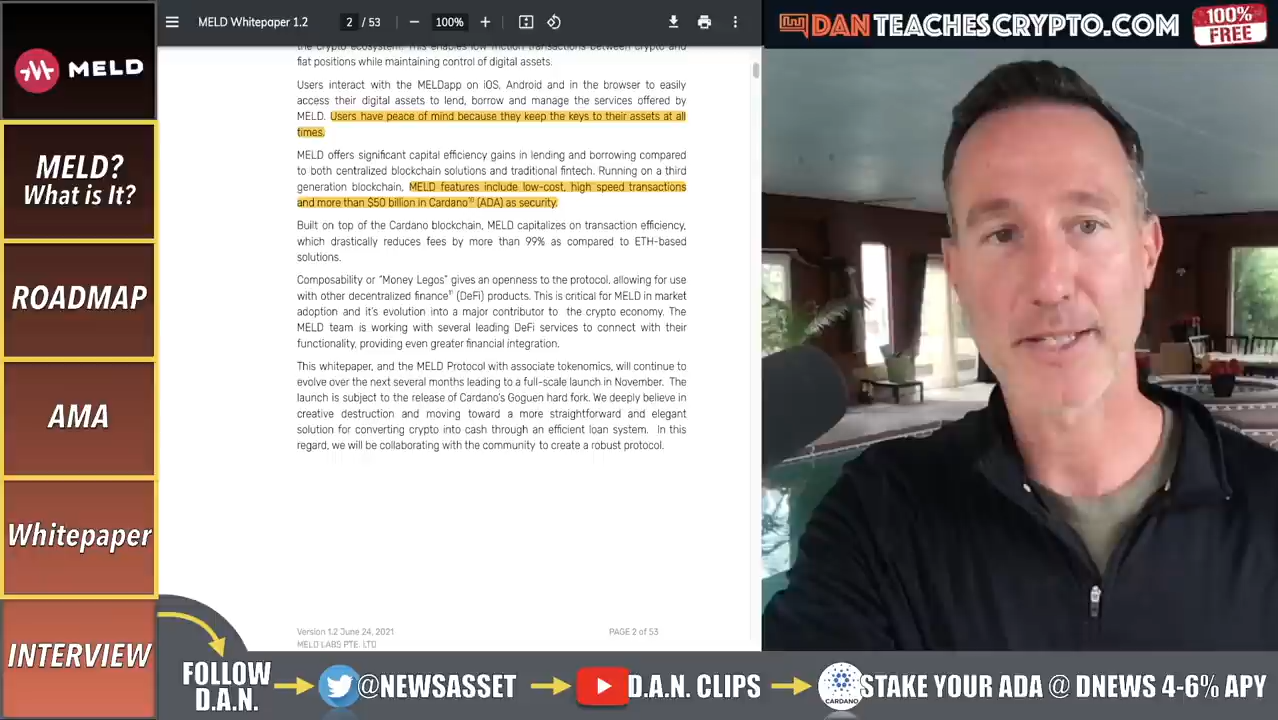 MELD Whitepaper 1.2
2 / 53
100%
DANTEACHESCRYPTO.COM
100%
FREE
MELD
MELD?
What is It?
ROADMAP
AMA
Whitepaper
INTERVIEW
the crypto ecosystem. This enables low friction transactions between crypto and
fiat positions while maintaining control of digital assets.
Users interact with the MELDapp on iOS, Android and in the browser to easily
access their digital assets to lend, borrow and manage the services offered by
MELD. Users have peace of mind because they keep the keys to their assets at all
times.
MELD offers significant capital efficiency gains in lending and borrowing compared
to both centralized blockchain solutions and traditional fintech. Running on a third
generation blockchain, MELD features include low-cost, high speed transactions
and more than $50 billion in Cardano¹⁰ (ADA) as security.
Built on top of the Cardano blockchain, MELD capitalizes on transaction efficiency,
which drastically reduces fees by more than 99% as compared to ETH-based
solutions.
Composability or “Money Legos” gives an openness to the protocol, allowing for use
with other decentralized finance¹¹ (DeFi) products. This is critical for MELD in market
adoption and it's evolution into a major contributor to the crypto economy. The
MELD team is working with several leading DeFi services to connect with their
functionality, providing even greater financial integration.
This whitepaper, and the MELD Protocol with associate tokenomics, will continue to
evolve over the next several months leading to a full-scale launch in November. The
launch is subject to the release of Cardano's Goguen hard fork. We deeply believe in
creative destruction and moving toward a more straightforward and elegant
solution for converting crypto into cash through an efficient loan system. In this
regard, we will be collaborating with the community to create a robust protocol.
Version 1.2 June 24, 2021
PAGE 2 of 53
MELD LABS PTE. LTD
FOLLOW
D.A.N.
@NEWSASSET
D.A.N. CLIPS
CARDANO
STAKE YOUR ADA @ DNEWS 4-6% APY